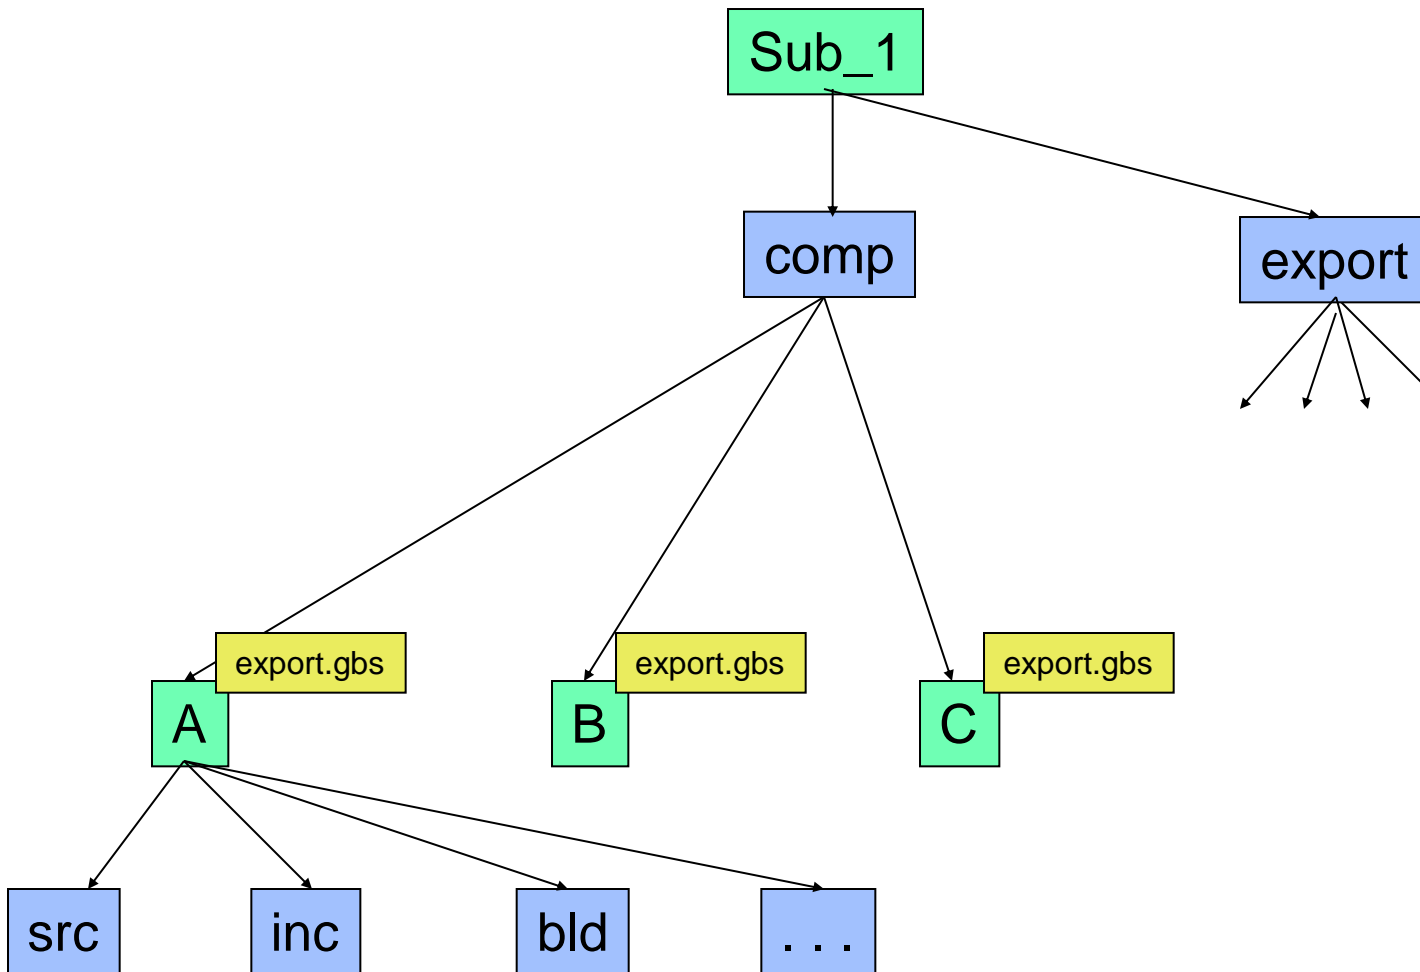 Sub_1
comp
export
export.gbs
export.gbs
export.gbs
A
B
C
src
inc
bld
. . .